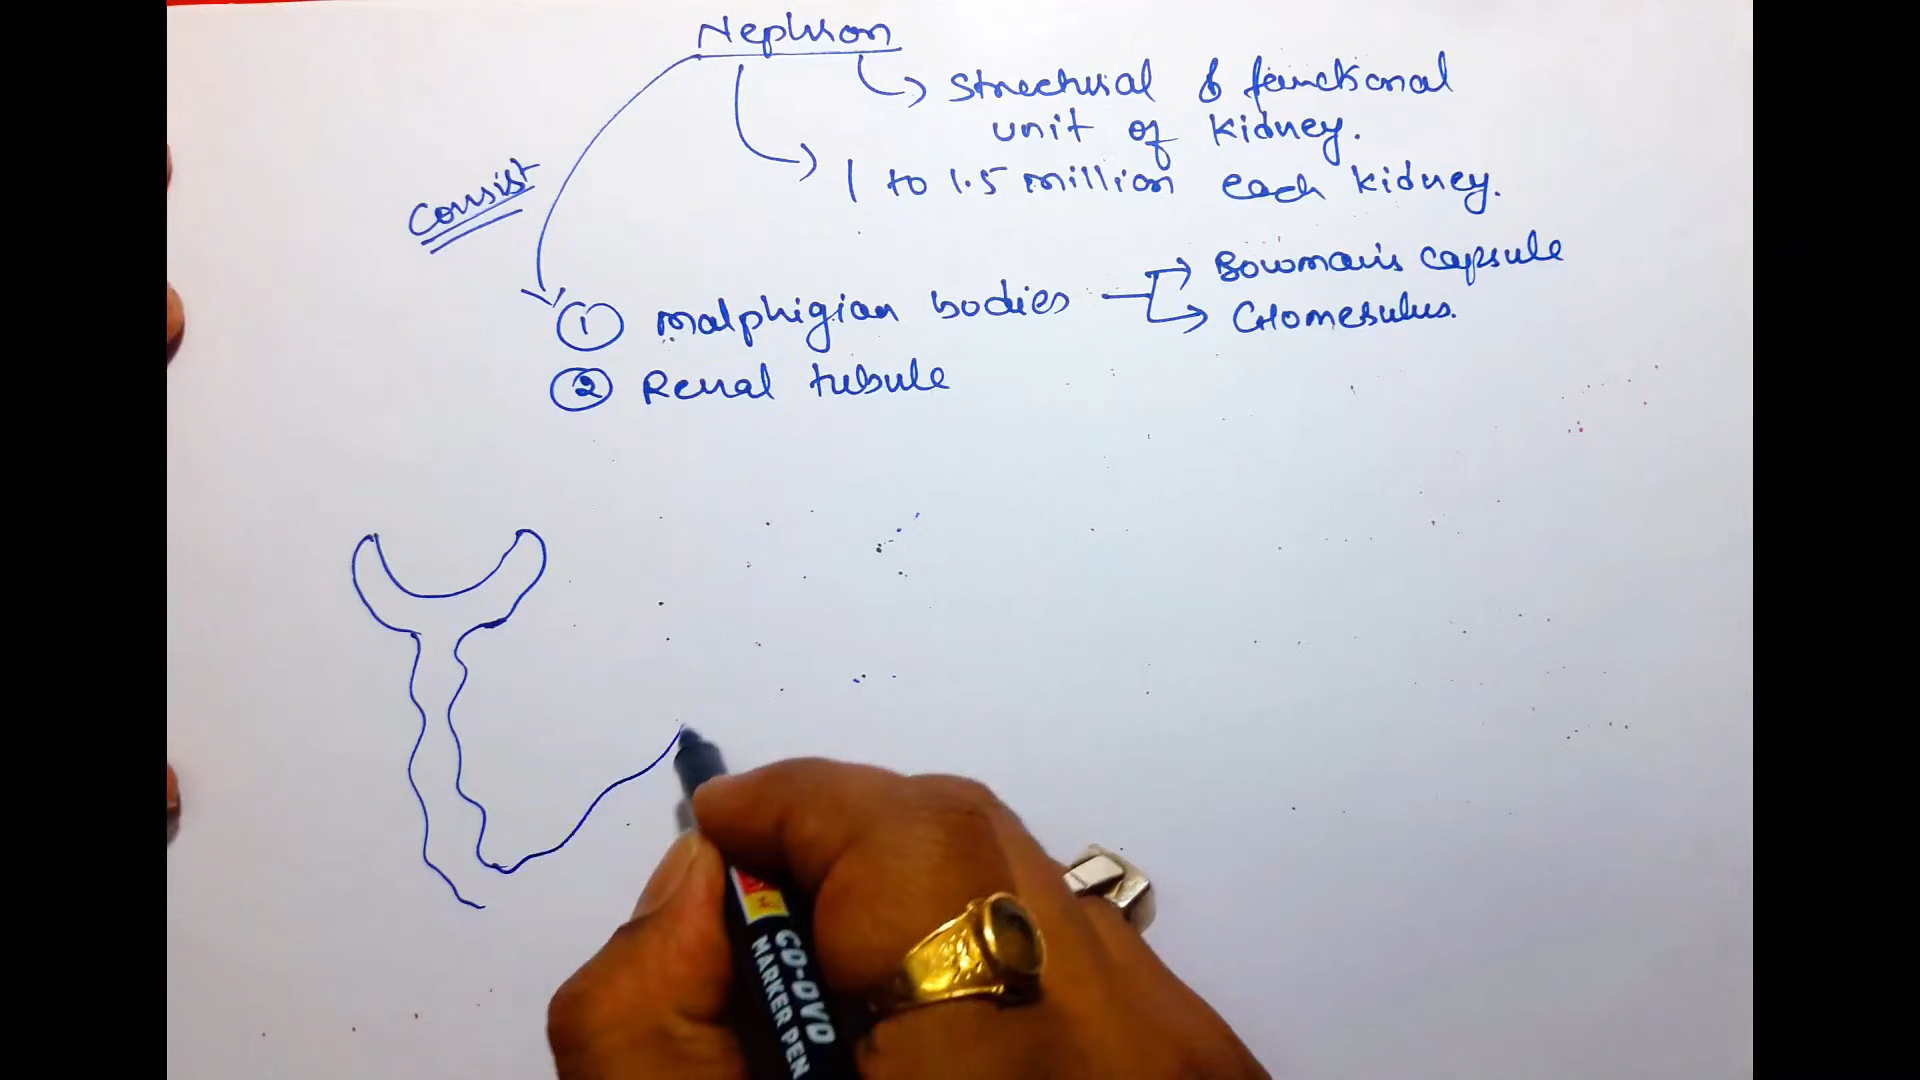 Nephron
structural & functional
unit of kidney.
1 to 1.5 million each kidney.
Consist
① malphigian bodies
Bowman's capsule
Glomerulus.
② Renal tubule
CO-OVO
MARKER PEN